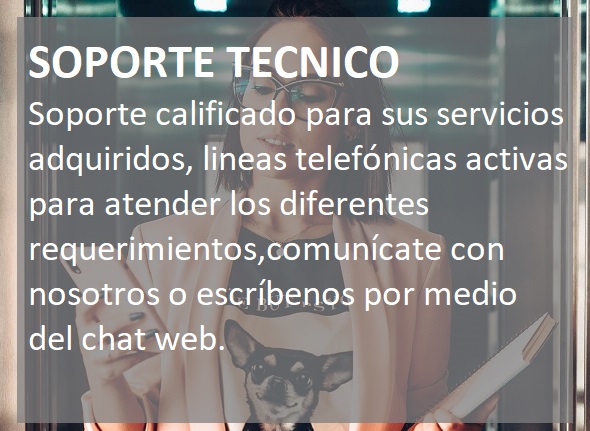 SOPORTE TECNICO
Soporte calificado para sus servicios
adquiridos, lineas telefónicas activas
para atender los diferentes
requerimientos,comunícate con
nosotros o escríbenos por medio
del chat web.